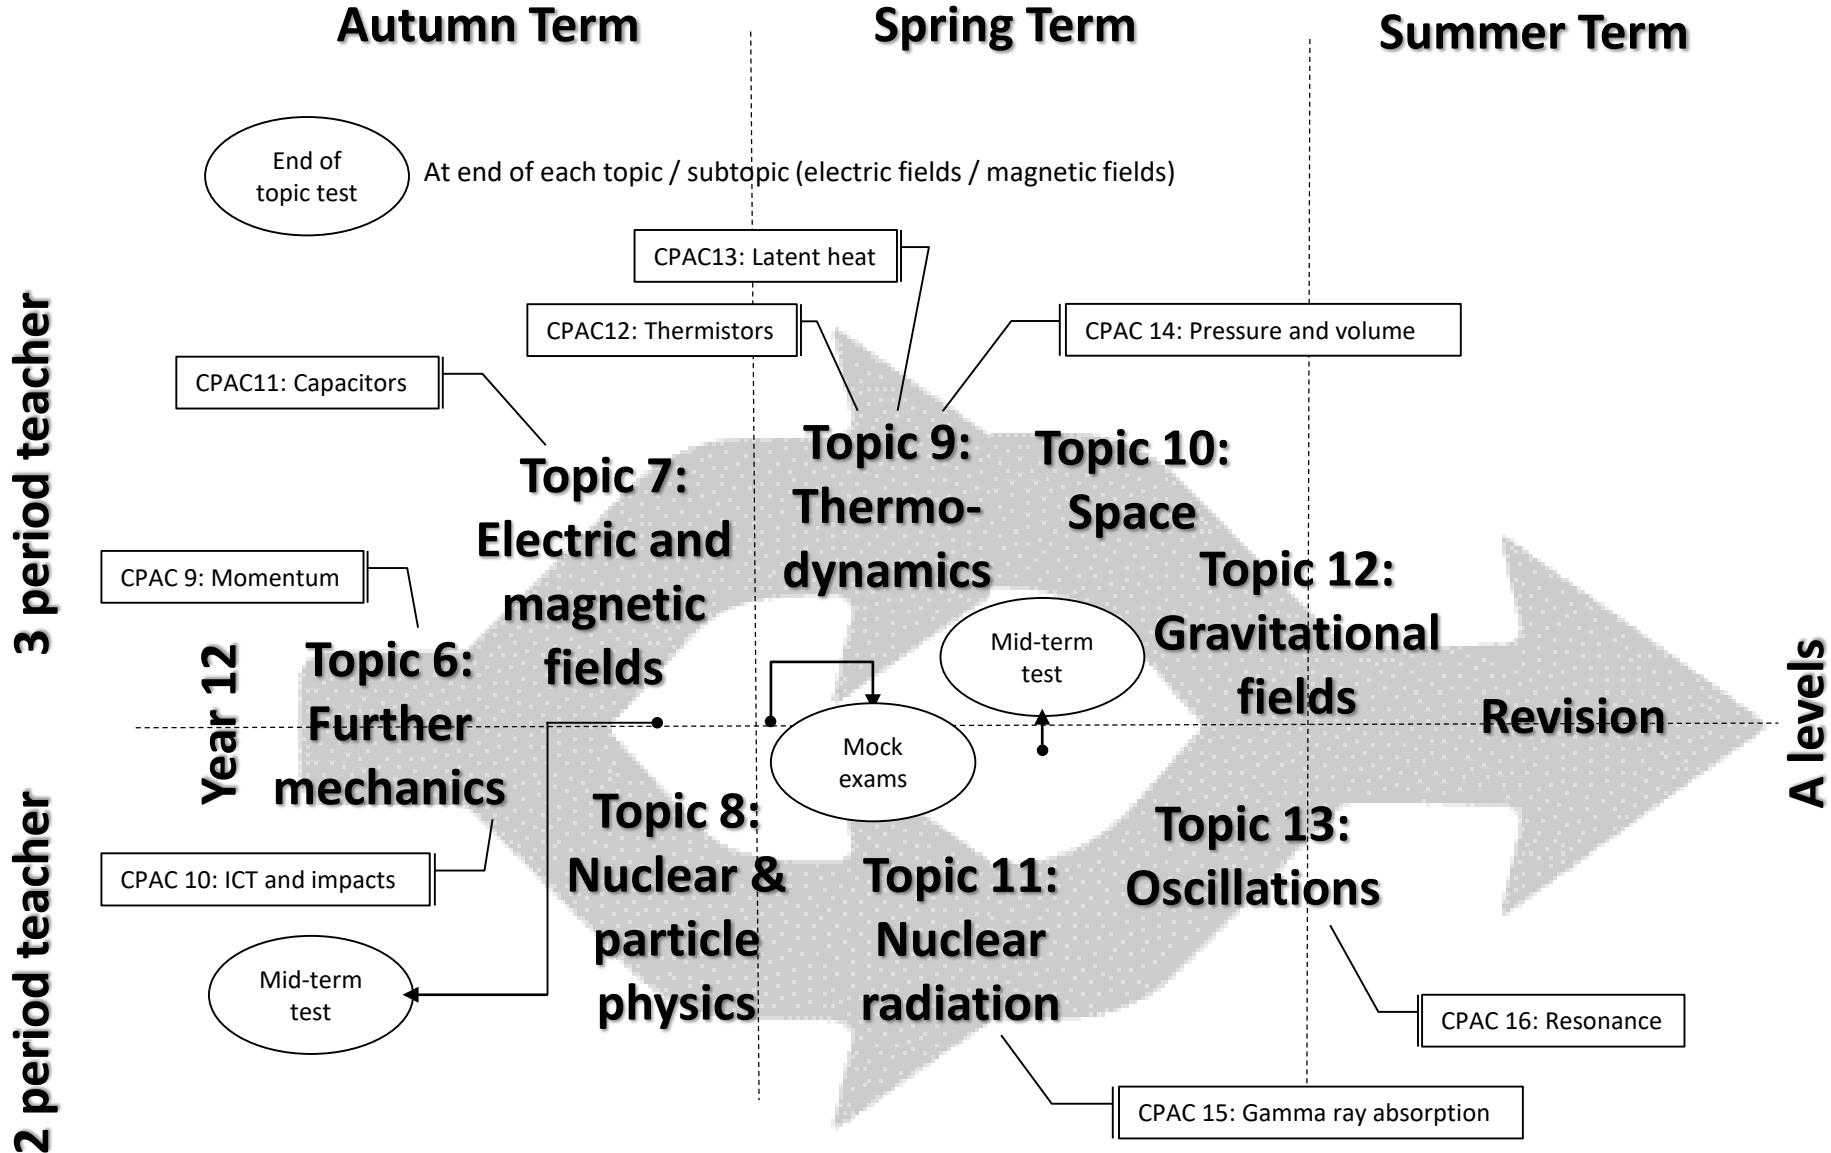 Autumn Term
Spring Term
Summer Term
End of
topic test
At end of each topic / subtopic (electric fields / magnetic fields)
CPAC13: Latent heat
CPAC12: Thermistors
CPAC 14: Pressure and volume
CPAC11: Capacitors
3 period teacher
Topic 7:
Electric and
magnetic
fields
Topic 9:
Thermo-
dynamics
Topic 10:
Space
CPAC 9: Momentum
Topic 12:
Gravitational
fields
Mid-term
test
Year 12
Topic 6:
Further
mechanics
Revision
A levels
Mock
exams
2 period teacher
Topic 8:
Nuclear &
particle
physics
Topic 11:
Nuclear
radiation
Topic 13:
Oscillations
CPAC 10: ICT and impacts
Mid-term
test
CPAC 16: Resonance
CPAC 15: Gamma ray absorption